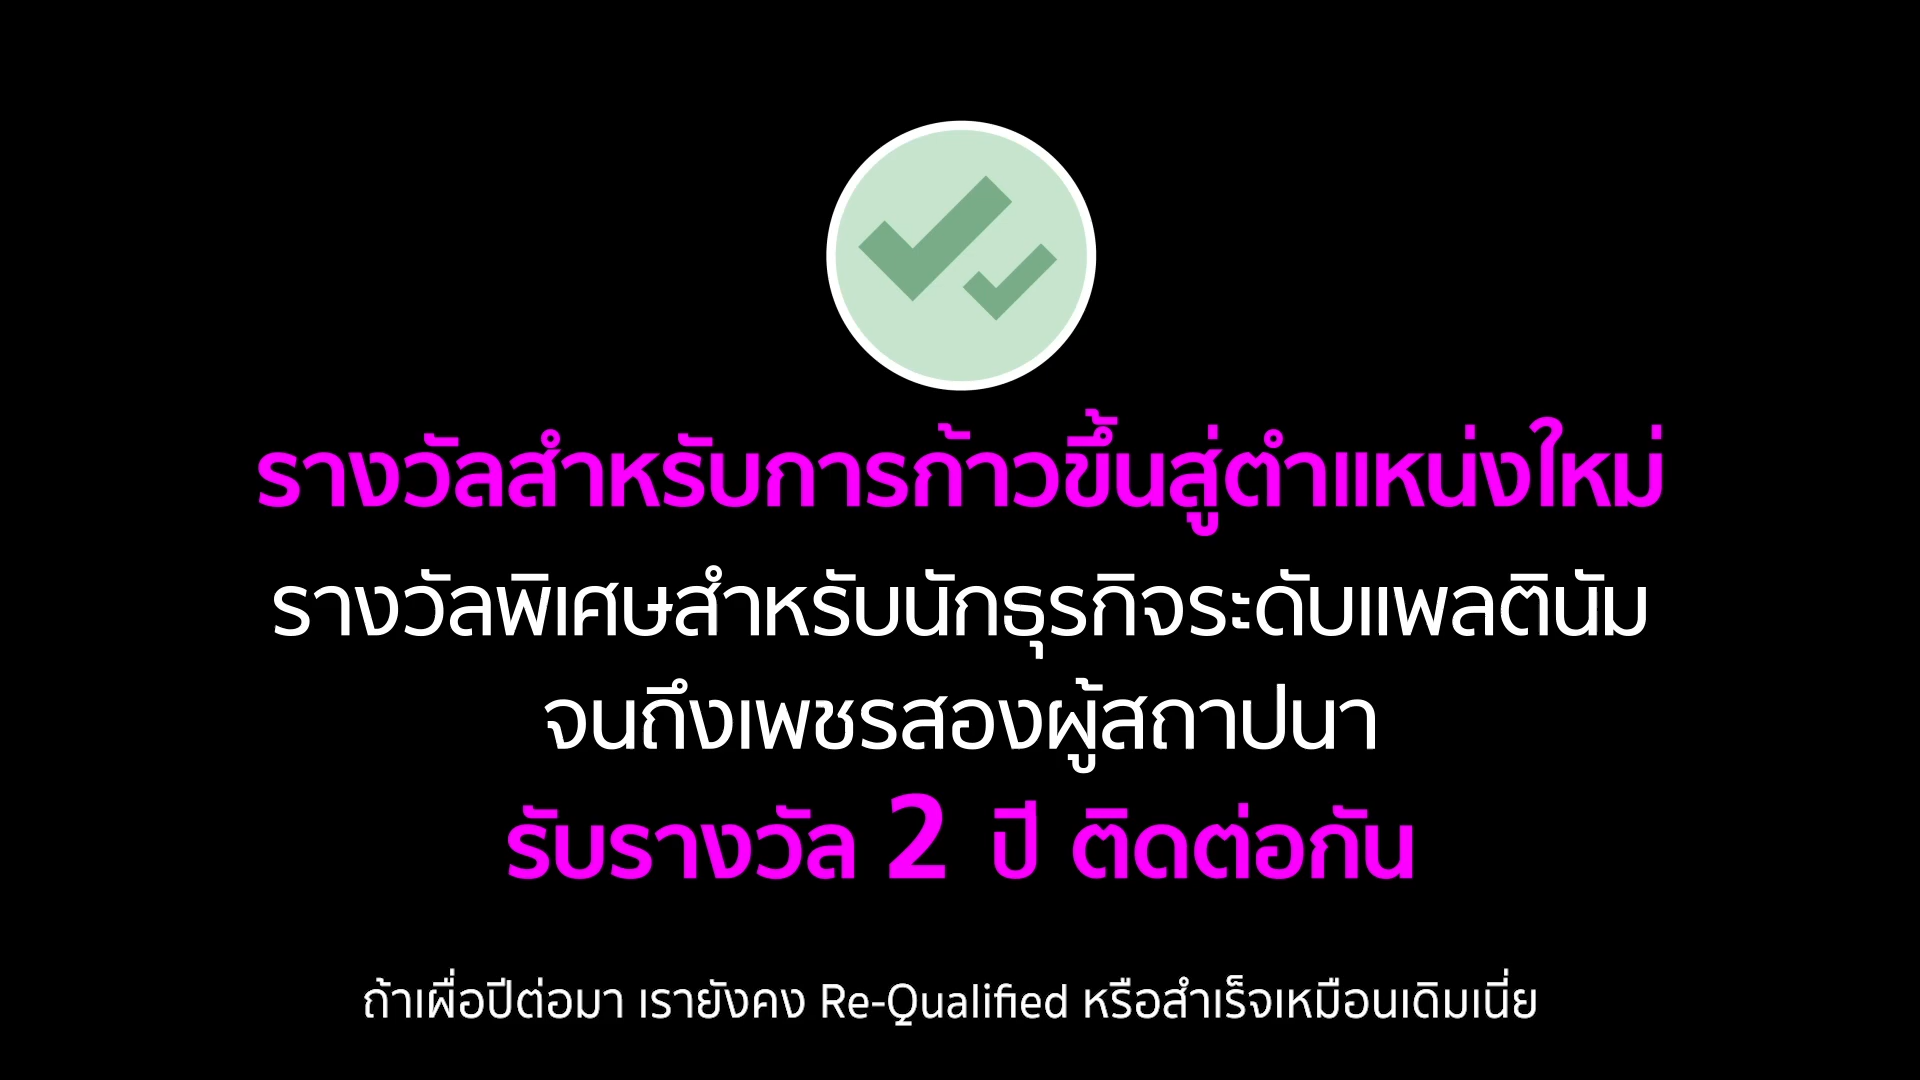 รางวัลสำหรับการก้าวขึ้นสู่ตำแหน่งใหม่
รางวัลพิเศษสำหรับนักธุรกิจระดับแพลตินัม
จนถึงเพชรสองผู้สถาปนา
รับรางวัล 2 ปี ติดต่อกัน
ถ้าเผื่อปีต่อมา เรายังคง Re-Qualified หรือสำเร็จเหมือนเดิมเนี่ย